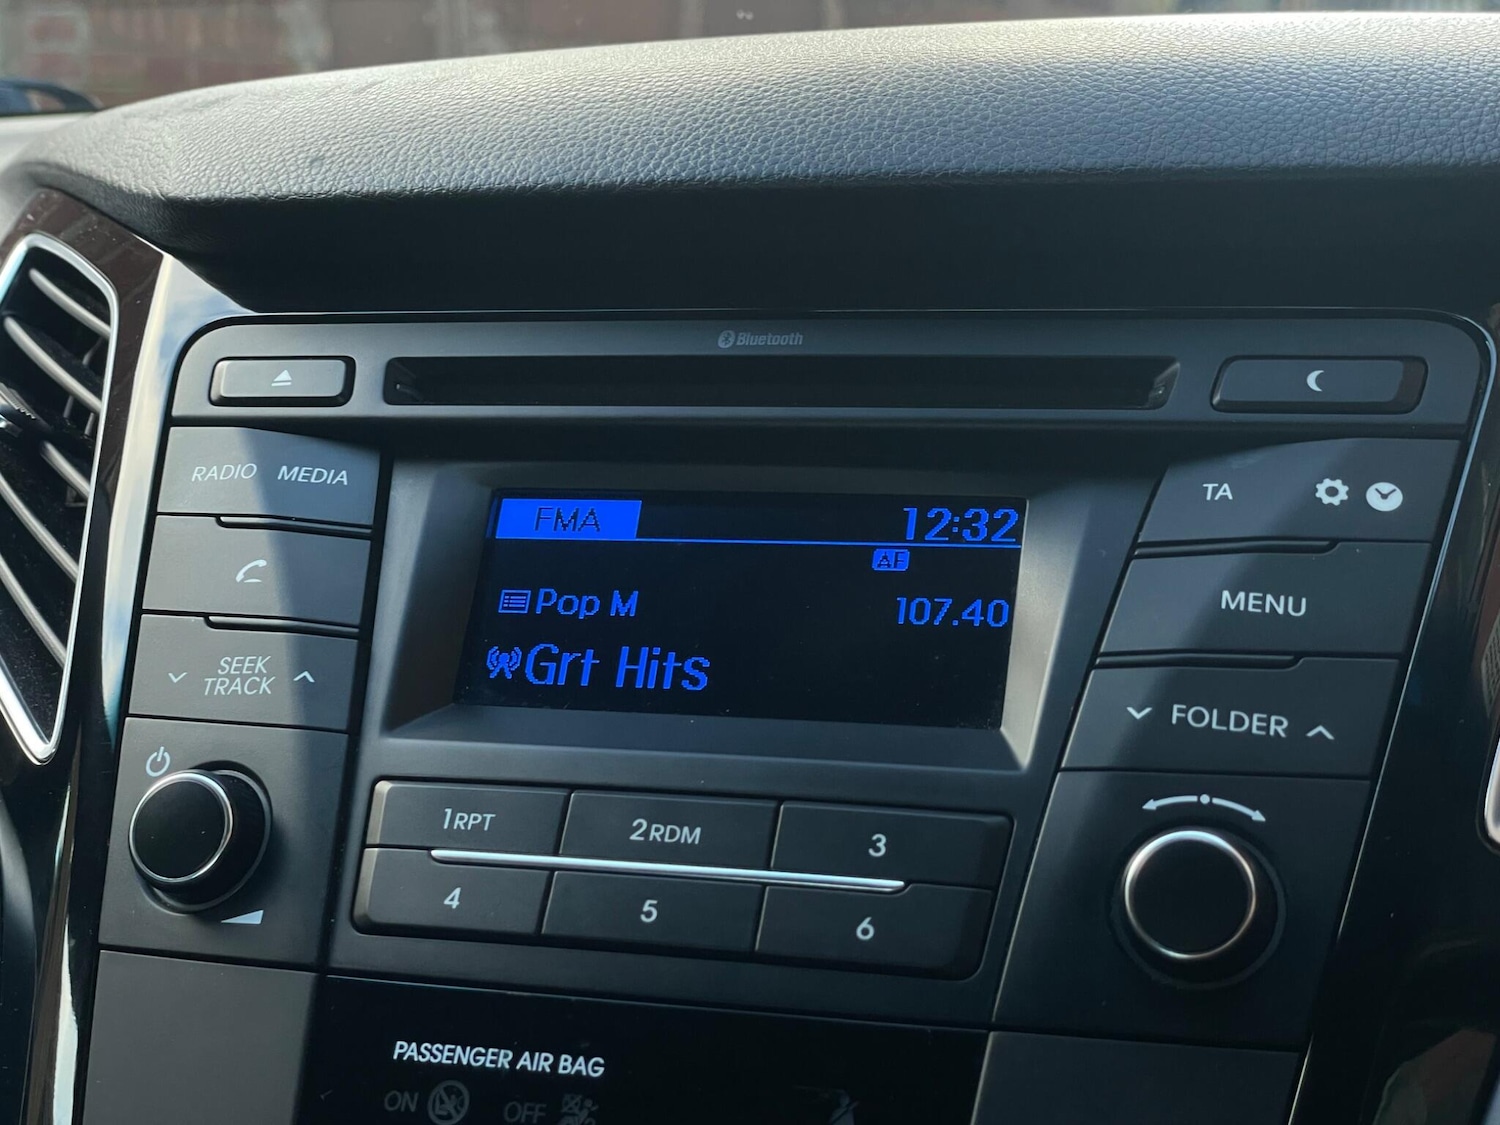 Bluetooth
RADIO MEDIA
TA
FMA 12:32
AF
Pop M 107.40
Grt Hits
MENU
SEEK
TRACK
FOLDER
1RPT 2RDM 3
4 5 6
PASSENGER AIR BAG
ON OFF